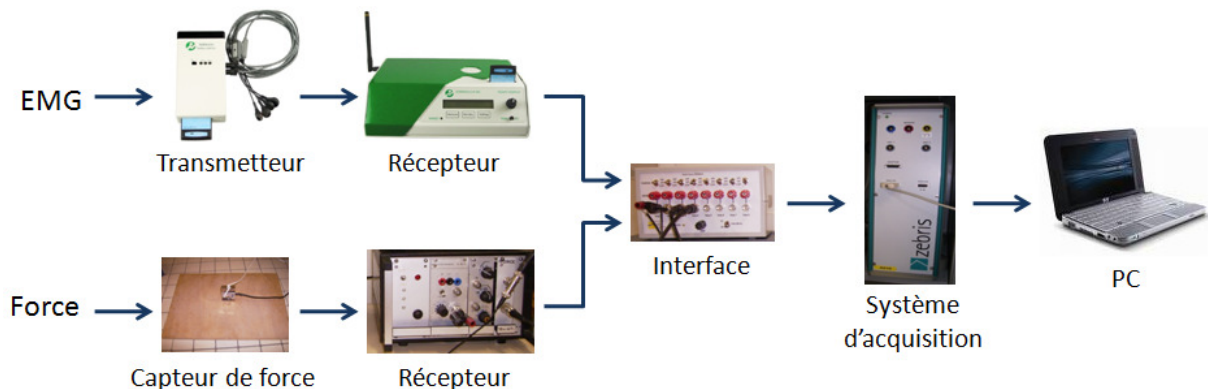 EMG
Transmetteur
Récepteur
Interface
zebris
Système
d'acquisition
PC
Force
Capteur de force
Récepteur